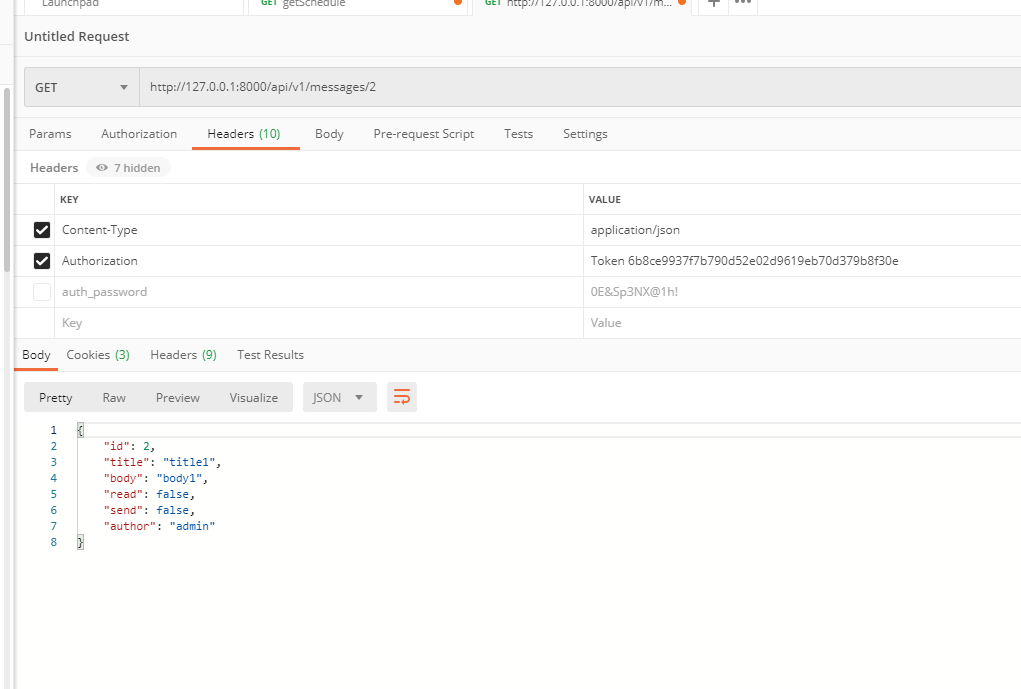 Launchpad
GET getSchedule
GET http://127.0.0.1:8000/api/v1/m...
Untitled Request
GET
http://127.0.0.1:8000/api/v1/messages/2
Params Authorization Headers (10) Body Pre-request Script Tests Settings
Headers 7 hidden
KEY VALUE
Content-Type application/json
Authorization Token 6b8ce9937f7b790d52e02d9619eb70d379b8f30e
auth_password 0E&Sp3NX@1h!
Key Value
Body Cookies (3) Headers (9) Test Results
Pretty Raw Preview Visualize JSON
1 {
2 "id": 2,
3 "title": "title1",
4 "body": "body1",
5 "read": false,
6 "send": false,
7 "author": "admin"
8 }